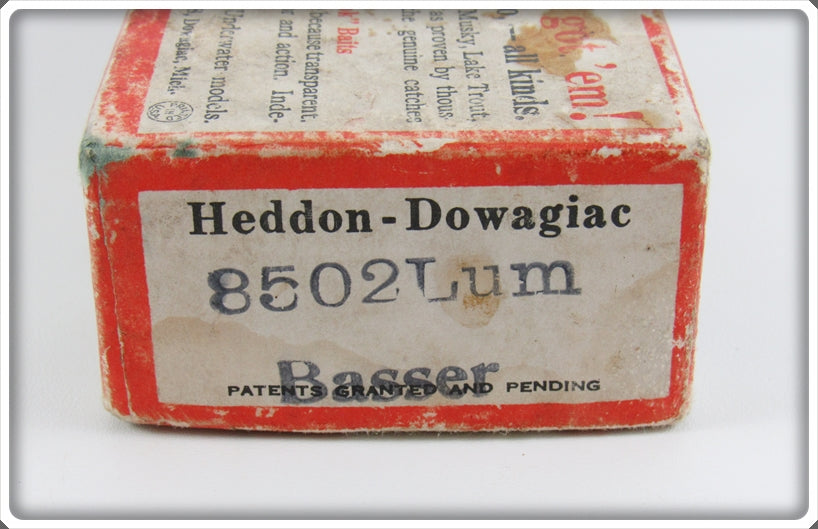 got 'em!
O, — all kinds.
Musky, Lake Trout,
as proven by thous-
the genuine catches
Baits
because transparent,
and action. Inde-
Underwater models.
Dowagiac, Mich.
Heddon-Dowagiac
8502Lum
Basser
PATENTS GRANTED AND PENDING